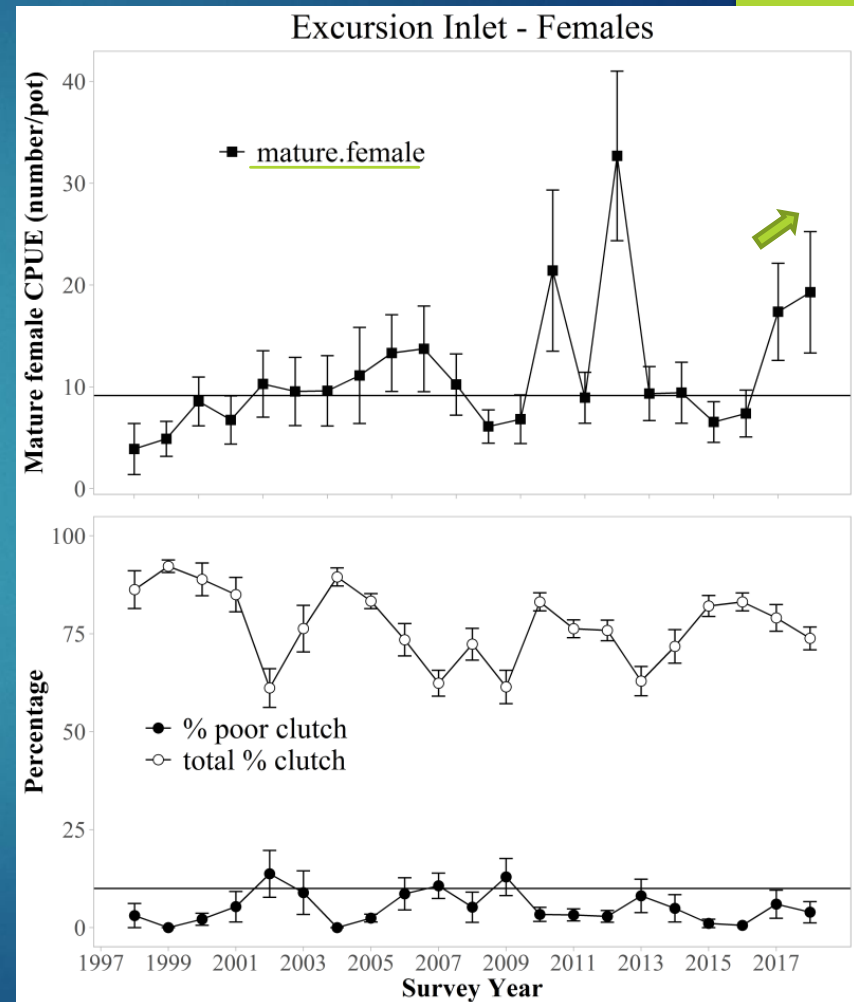 Excursion Inlet - Females
Mature female CPUE (number/pot)
40
30
20
10
0
mature.female
Percentage
100
75
50
25
0
% poor clutch
total % clutch
1997 1999 2001 2003 2005 2007 2009 2011 2013 2015 2017
Survey Year